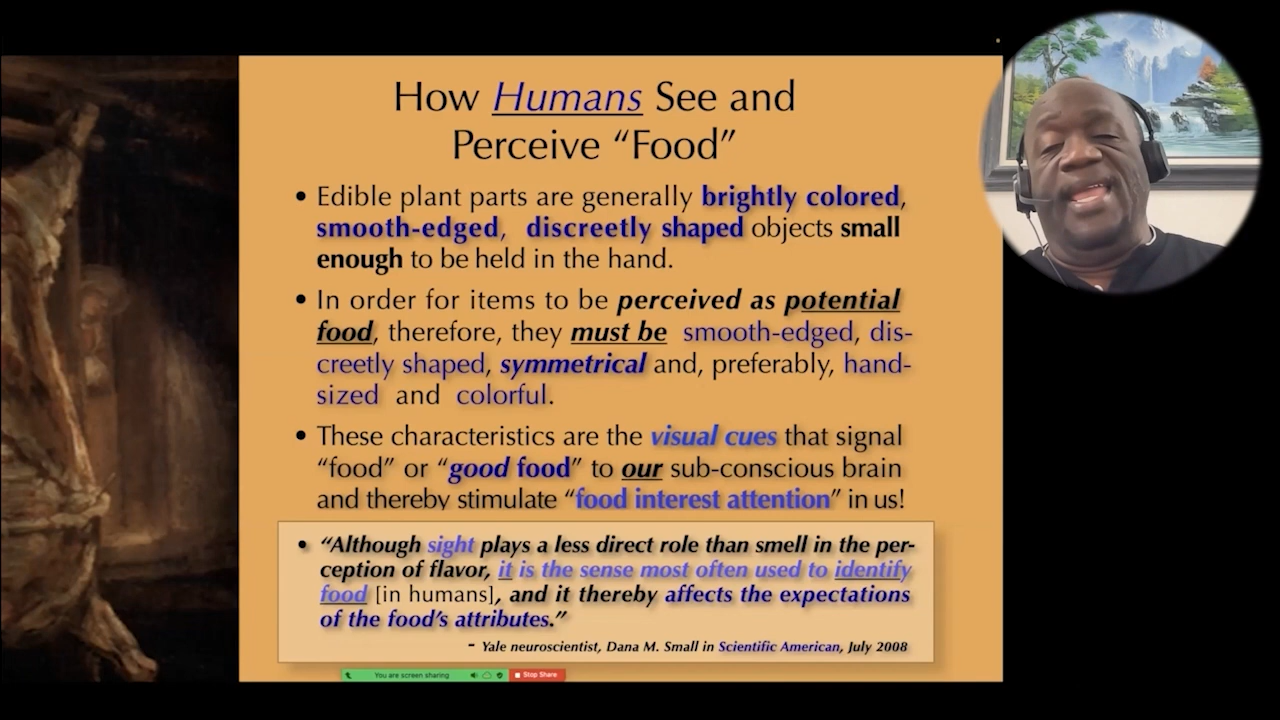 How Humans See and
Perceive “Food”
• Edible plant parts are generally brightly colored,
smooth-edged, discreetly shaped objects small
enough to be held in the hand.
• In order for items to be perceived as potential
food, therefore, they must be smooth-edged, dis-
creetly shaped, symmetrical and, preferably, hand-
sized and colorful.
• These characteristics are the visual cues that signal
“food” or “good food” to our sub-conscious brain
and thereby stimulate “food interest attention” in us!
• “Although sight plays a less direct role than smell in the per-
ception of flavor, it is the sense most often used to identify
food [in humans], and it thereby affects the expectations
of the food’s attributes.”
- Yale neuroscientist, Dana M. Small in Scientific American, July 2008
You are screen sharing
Stop Share